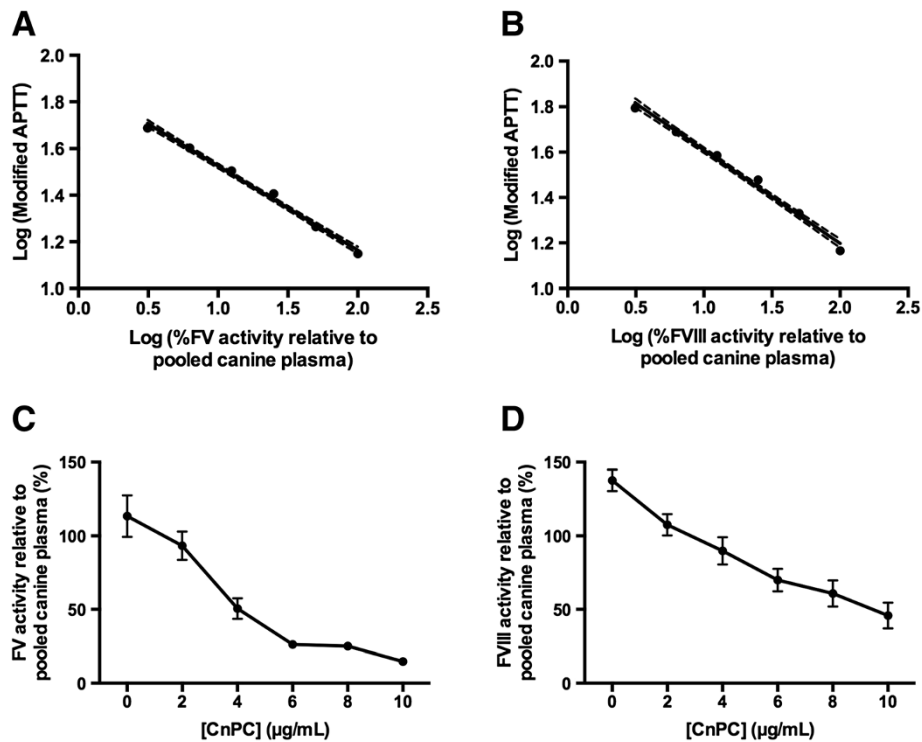 A
Log (Modified APTT)
2.0
1.8
1.6
1.4
1.2
1.0
0.0 0.5 1.0 1.5 2.0 2.5
Log (%FV activity relative to
pooled canine plasma)
B
Log (Modified APTT)
2.0
1.8
1.6
1.4
1.2
1.0
0.0 0.5 1.0 1.5 2.0 2.5
Log (%FVIII activity relative to
pooled canine plasma)
C
FV activity relative to
pooled canine plasma (%)
150
100
50
0
0 2 4 6 8 10
[CnPC] (µg/mL)
D
FVIII activity relative to
pooled canine plasma (%)
150
100
50
0
0 2 4 6 8 10
[CnPC] (µg/mL)